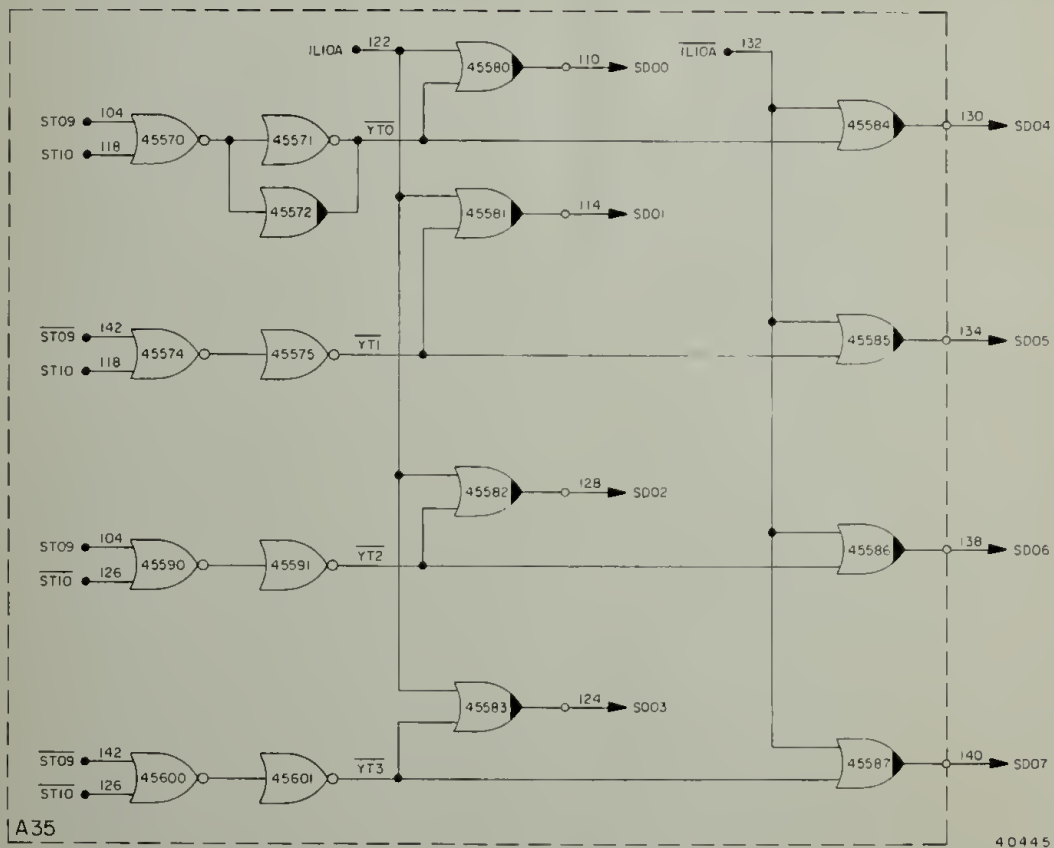 IL10A 122
45580
110
SD00
1L10A 132
ST09 104
ST10 118
45570
45571
YT0
45572
45584
130
SD04
45581
114
SD01
ST09 142
ST10 118
45574
45575
YT1
45585
134
SD05
45582
128
SD02
ST09 104
ST10 126
45590
45591
YT2
45586
138
SD06
45583
124
SD03
ST09 142
ST10 126
45600
45601
YT3
45587
140
SD07
A35
40445